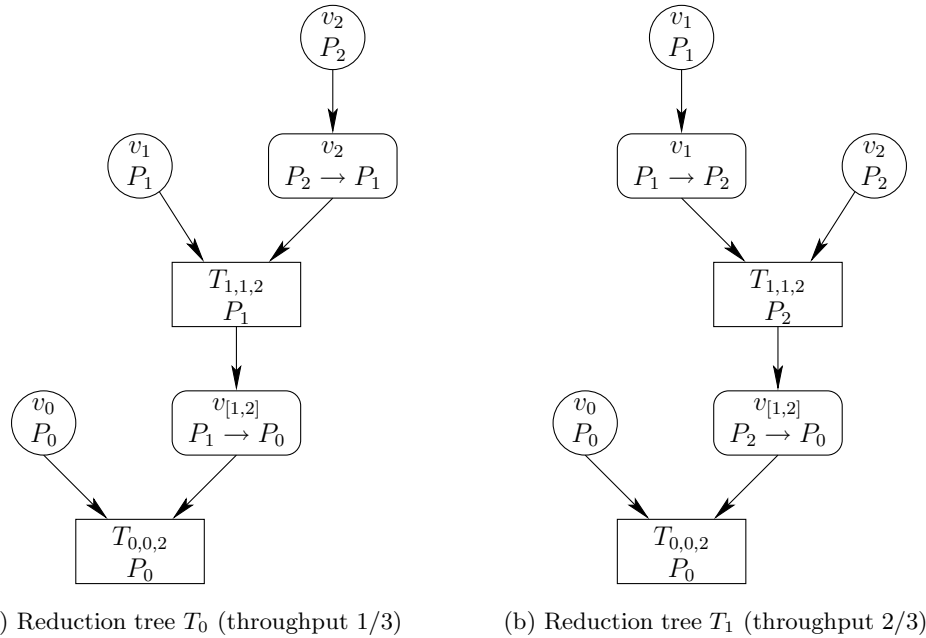 v₂
P₂
v₂
P₂ → P₁
v₁
P₁
T₁,₁,₂
P₁
v₀
P₀
v[₁,₂]
P₁ → P₀
T₀,₀,₂
P₀
) Reduction tree T₀ (throughput 1/3)
v₁
P₁
v₁
P₁ → P₂
v₂
P₂
T₁,₁,₂
P₂
v₀
P₀
v[₁,₂]
P₂ → P₀
T₀,₀,₂
P₀
(b) Reduction tree T₁ (throughput 2/3)